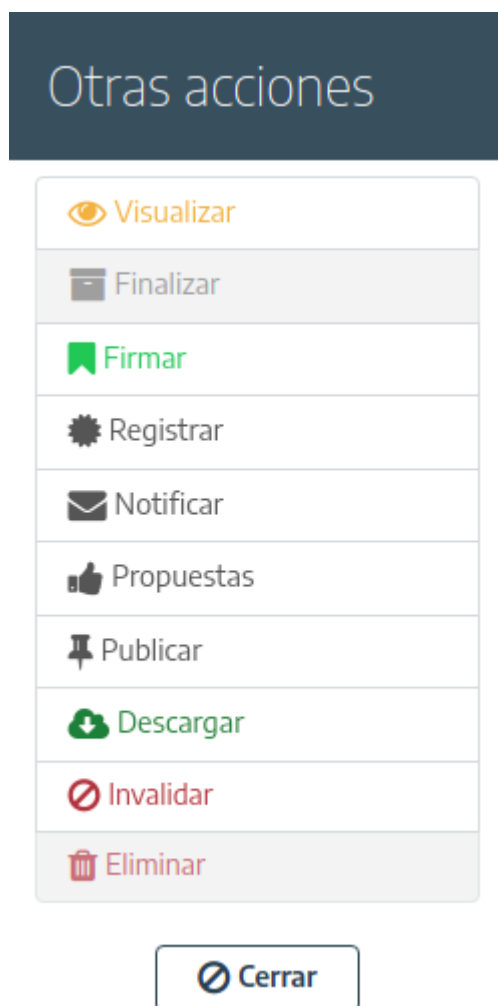 Otras acciones
Visualizar
Finalizar
Firmar
Registrar
Notificar
Propuestas
Publicar
Descargar
Invalidar
Eliminar
Cerrar